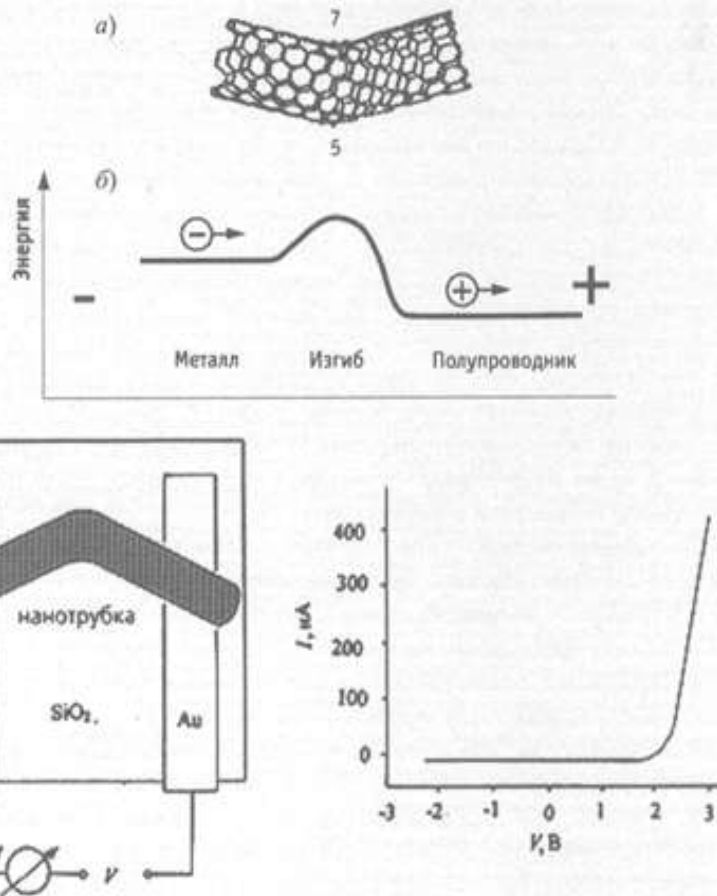 а)
7
5
б)
Энергия
−
−
+
+
Металл Изгиб Полупроводник
нанотрубка
SiO₂.
Au
V
I, нА
400
300
200
100
0
-3 -2 -1 0 1 2 3
V, В